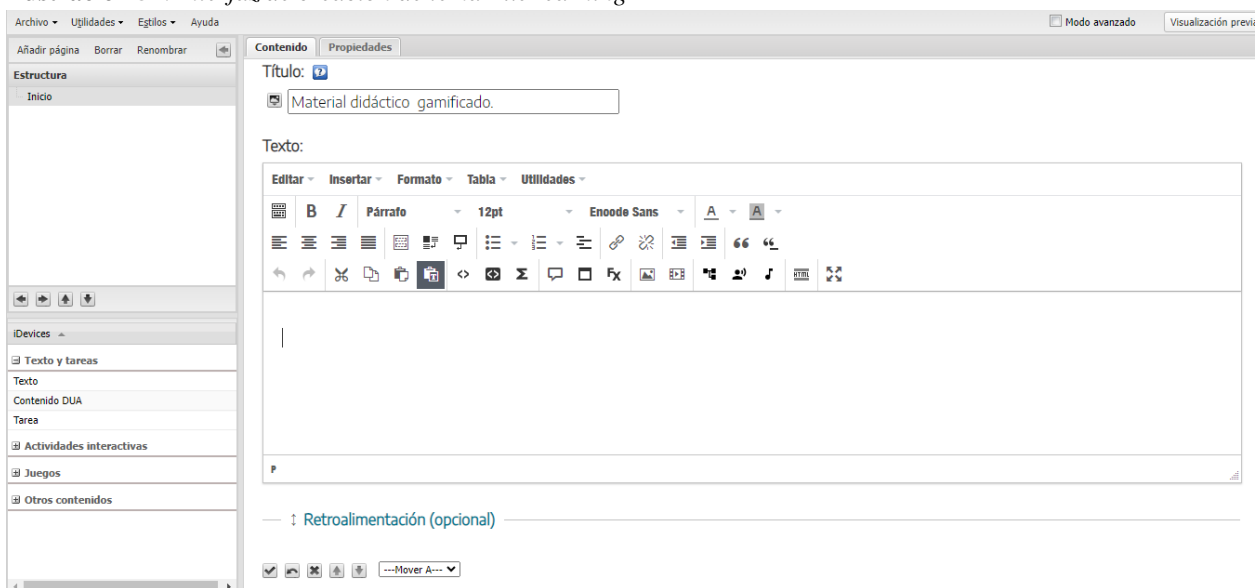 Archivo Utilidades Estilos Ayuda
Modo avanzado
Visualización previa
Añadir página Borrar Renombrar
Contenido Propiedades
Estructura
Inicio
Título:
Material didáctico gamificado.
Texto:
Editar Insertar Formato Tabla Utilidades
B I Párrafo 12pt Encode Sans A A
HTML
iDevices
Texto y tareas
Texto
Contenido DUA
Tarea
Actividades interactivas
Juegos
Otros contenidos
P
Retroalimentación (opcional)
---Mover A---